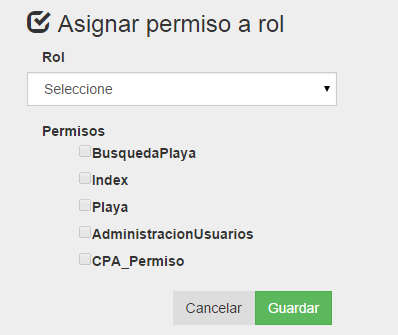 Asignar permiso a rol
Rol
Seleccione
Permisos
BusquedaPlaya
Index
Playa
AdministracionUsuarios
CPA_Permiso
Cancelar Guardar